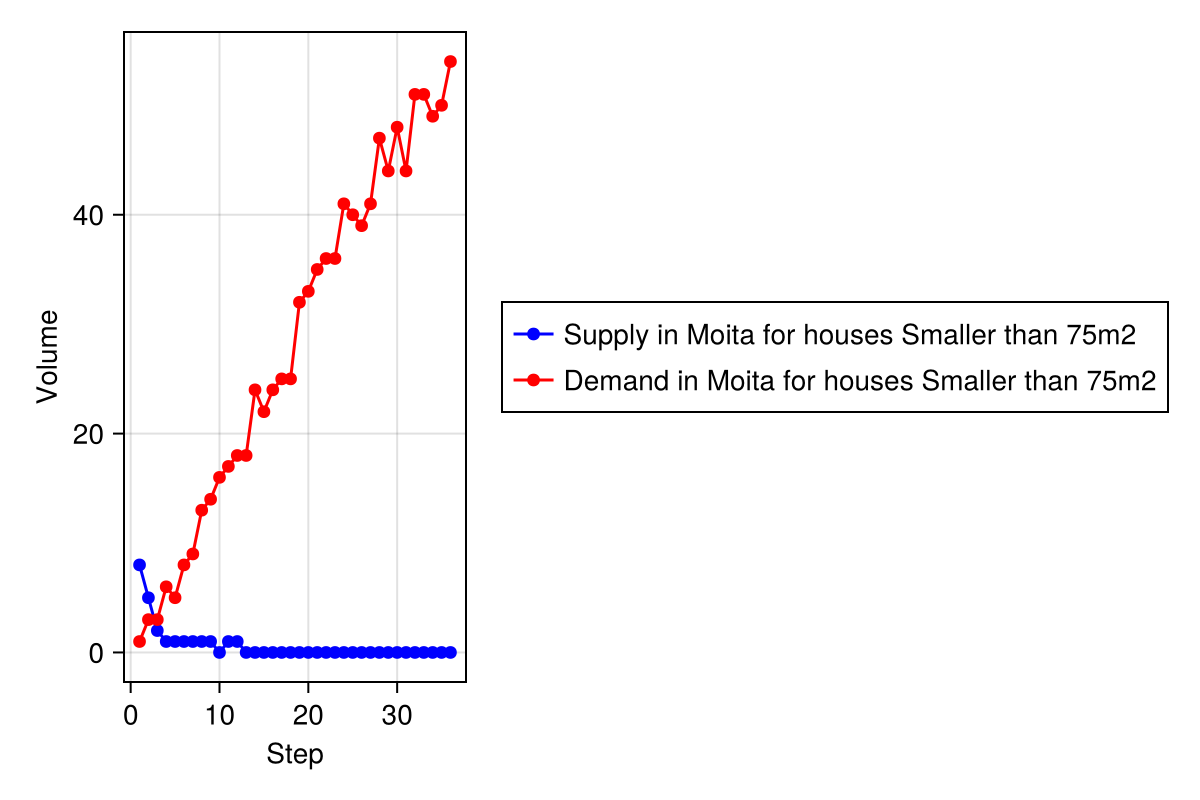 Volume
40
20
0
0 10 20 30
Step
Supply in Moita for houses Smaller than 75m2
Demand in Moita for houses Smaller than 75m2